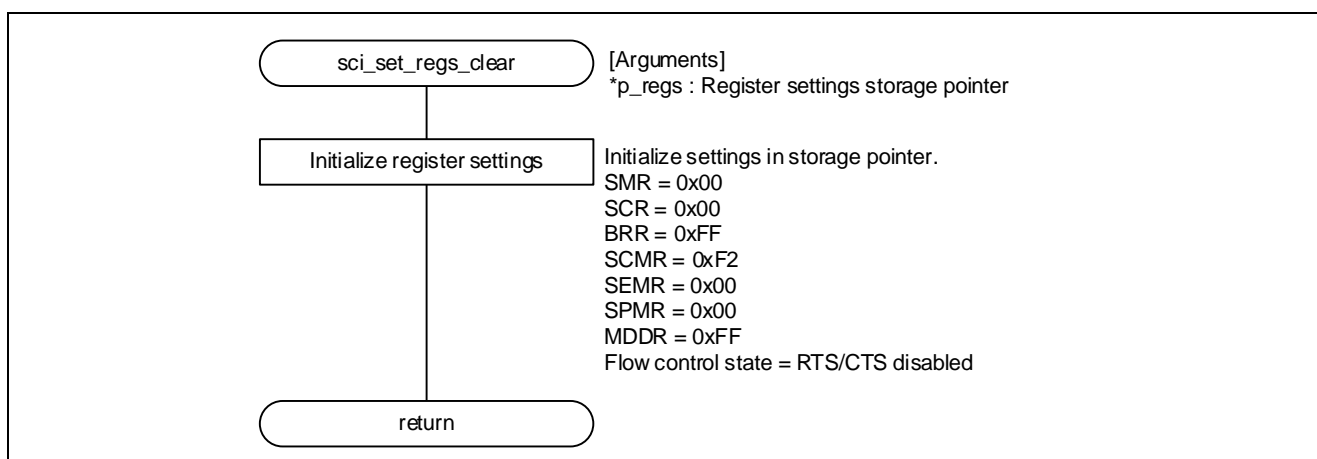 sci_set_regs_clear
[Arguments]
*p_regs : Register settings storage pointer
Initialize register settings
Initialize settings in storage pointer.
SMR = 0x00
SCR = 0x00
BRR = 0xFF
SCMR = 0xF2
SEMR = 0x00
SPMR = 0x00
MDDR = 0xFF
Flow control state = RTS/CTS disabled
return